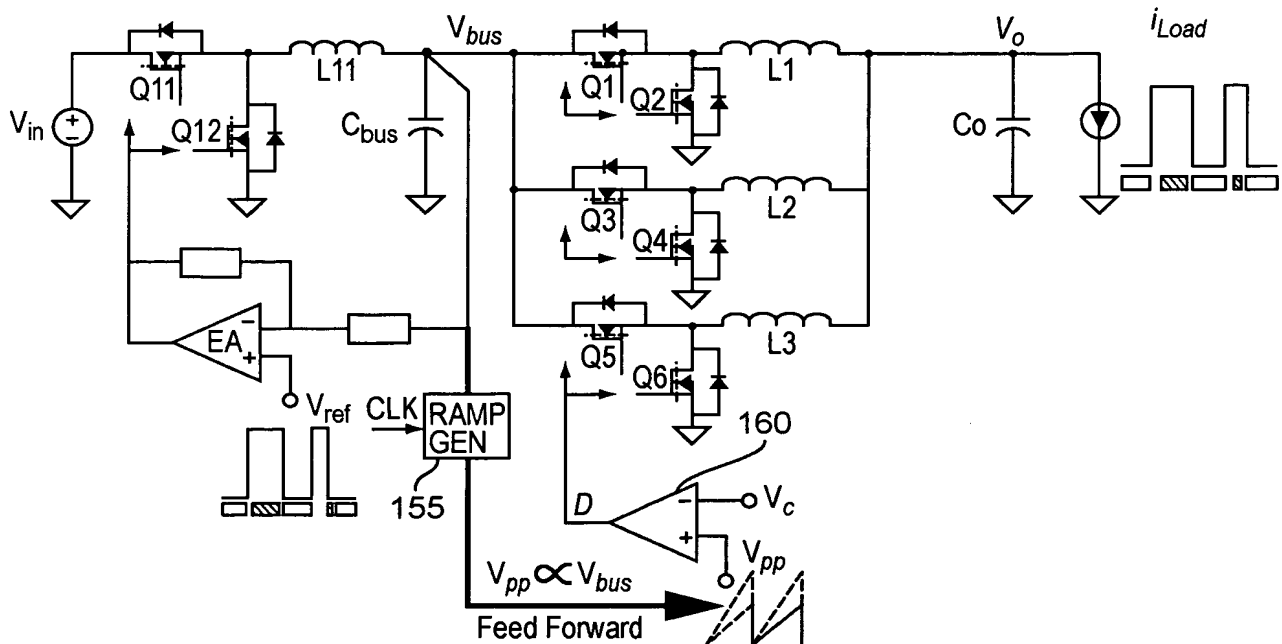 V_bus
V_o
i_Load
Q11
L11
Q1
L1
V_in
Q12
C_bus
Q2
Co
Q3
L2
Q4
EA
Q5
L3
Q6
V_ref
CLK
RAMP
GEN
160
155
D
V_c
V_pp ∝ V_bus
V_pp
Feed Forward